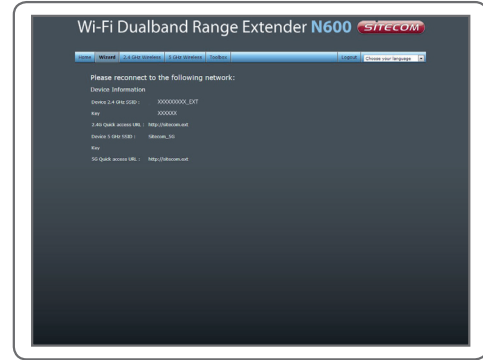 Wi-Fi Dualband Range Extender N600 SITECOM
Home Wizard 2.4 GHz Wireless 5 GHz Wireless Toolbox Logout Choose your language
Please reconnect to the following network:
Device Information
Device 2.4 GHz SSID : XXXXXXXXX_EXT
Key XXXXXX
2.4G Quick access URL : http://sitecom.ext
Device 5 GHz SSID : Sitecom_5G
Key
5G Quick access URL : http://sitecom.ext